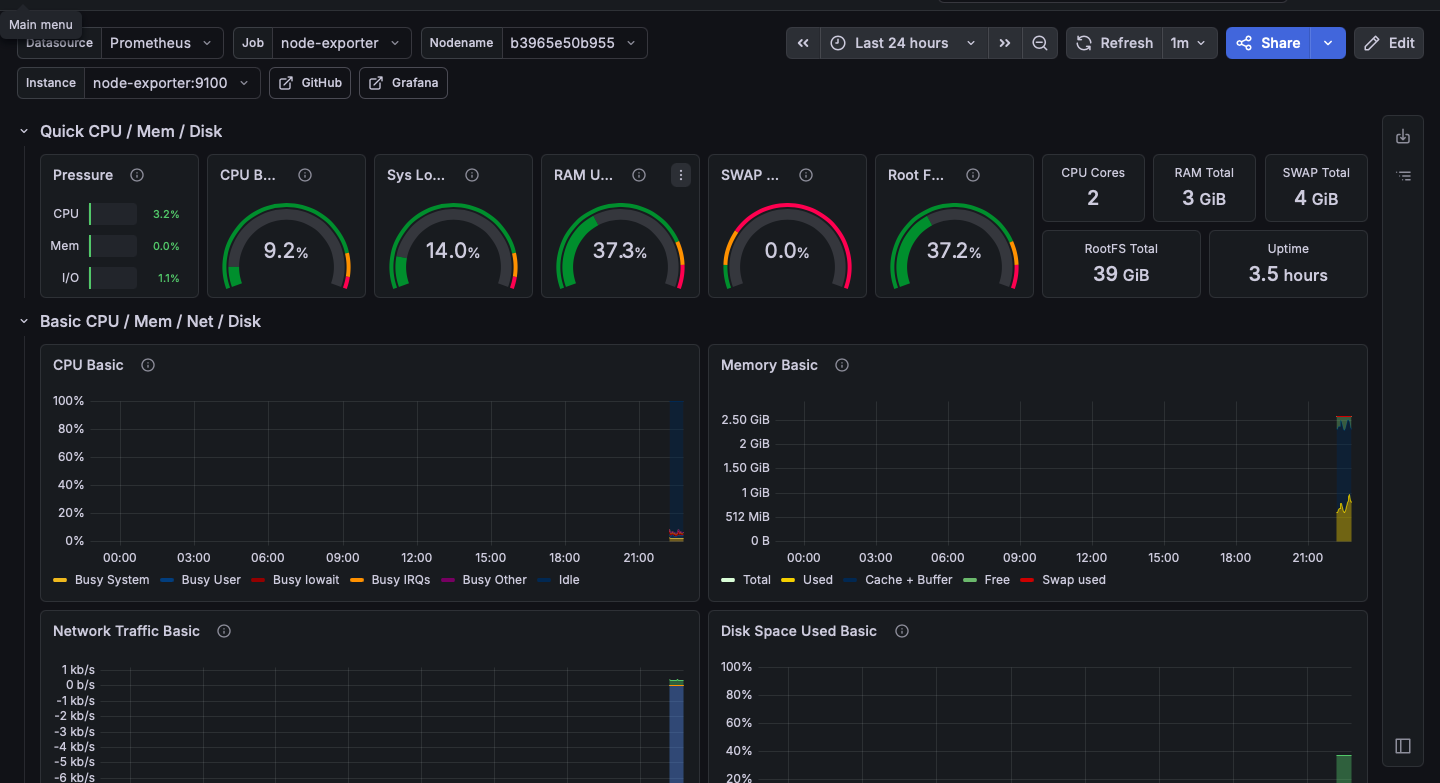 Main menu
Datasource Prometheus Job node-exporter Nodename b3965e50b955 Last 24 hours Refresh 1m Share Edit
Instance node-exporter:9100 GitHub Grafana
Quick CPU / Mem / Disk
Pressure CPU B... Sys Lo... RAM U... SWAP ... Root F...
CPU 3.2%
Mem 0.0%
I/O 1.1%
9.2% 14.0% 37.3% 0.0% 37.2%
CPU Cores RAM Total SWAP Total
2 3 GiB 4 GiB
RootFS Total Uptime
39 GiB 3.5 hours
Basic CPU / Mem / Net / Disk
CPU Basic
100%
80%
60%
40%
20%
0%
00:00 03:00 06:00 09:00 12:00 15:00 18:00 21:00
Busy System Busy User Busy Iowait Busy IRQs Busy Other Idle
Memory Basic
2.50 GiB
2 GiB
1.50 GiB
1 GiB
512 MiB
0 B
00:00 03:00 06:00 09:00 12:00 15:00 18:00 21:00
Total Used Cache + Buffer Free Swap used
Network Traffic Basic
1 kb/s
0 b/s
-1 kb/s
-2 kb/s
-3 kb/s
-4 kb/s
-5 kb/s
-6 kb/s
Disk Space Used Basic
100%
80%
60%
40%
20%